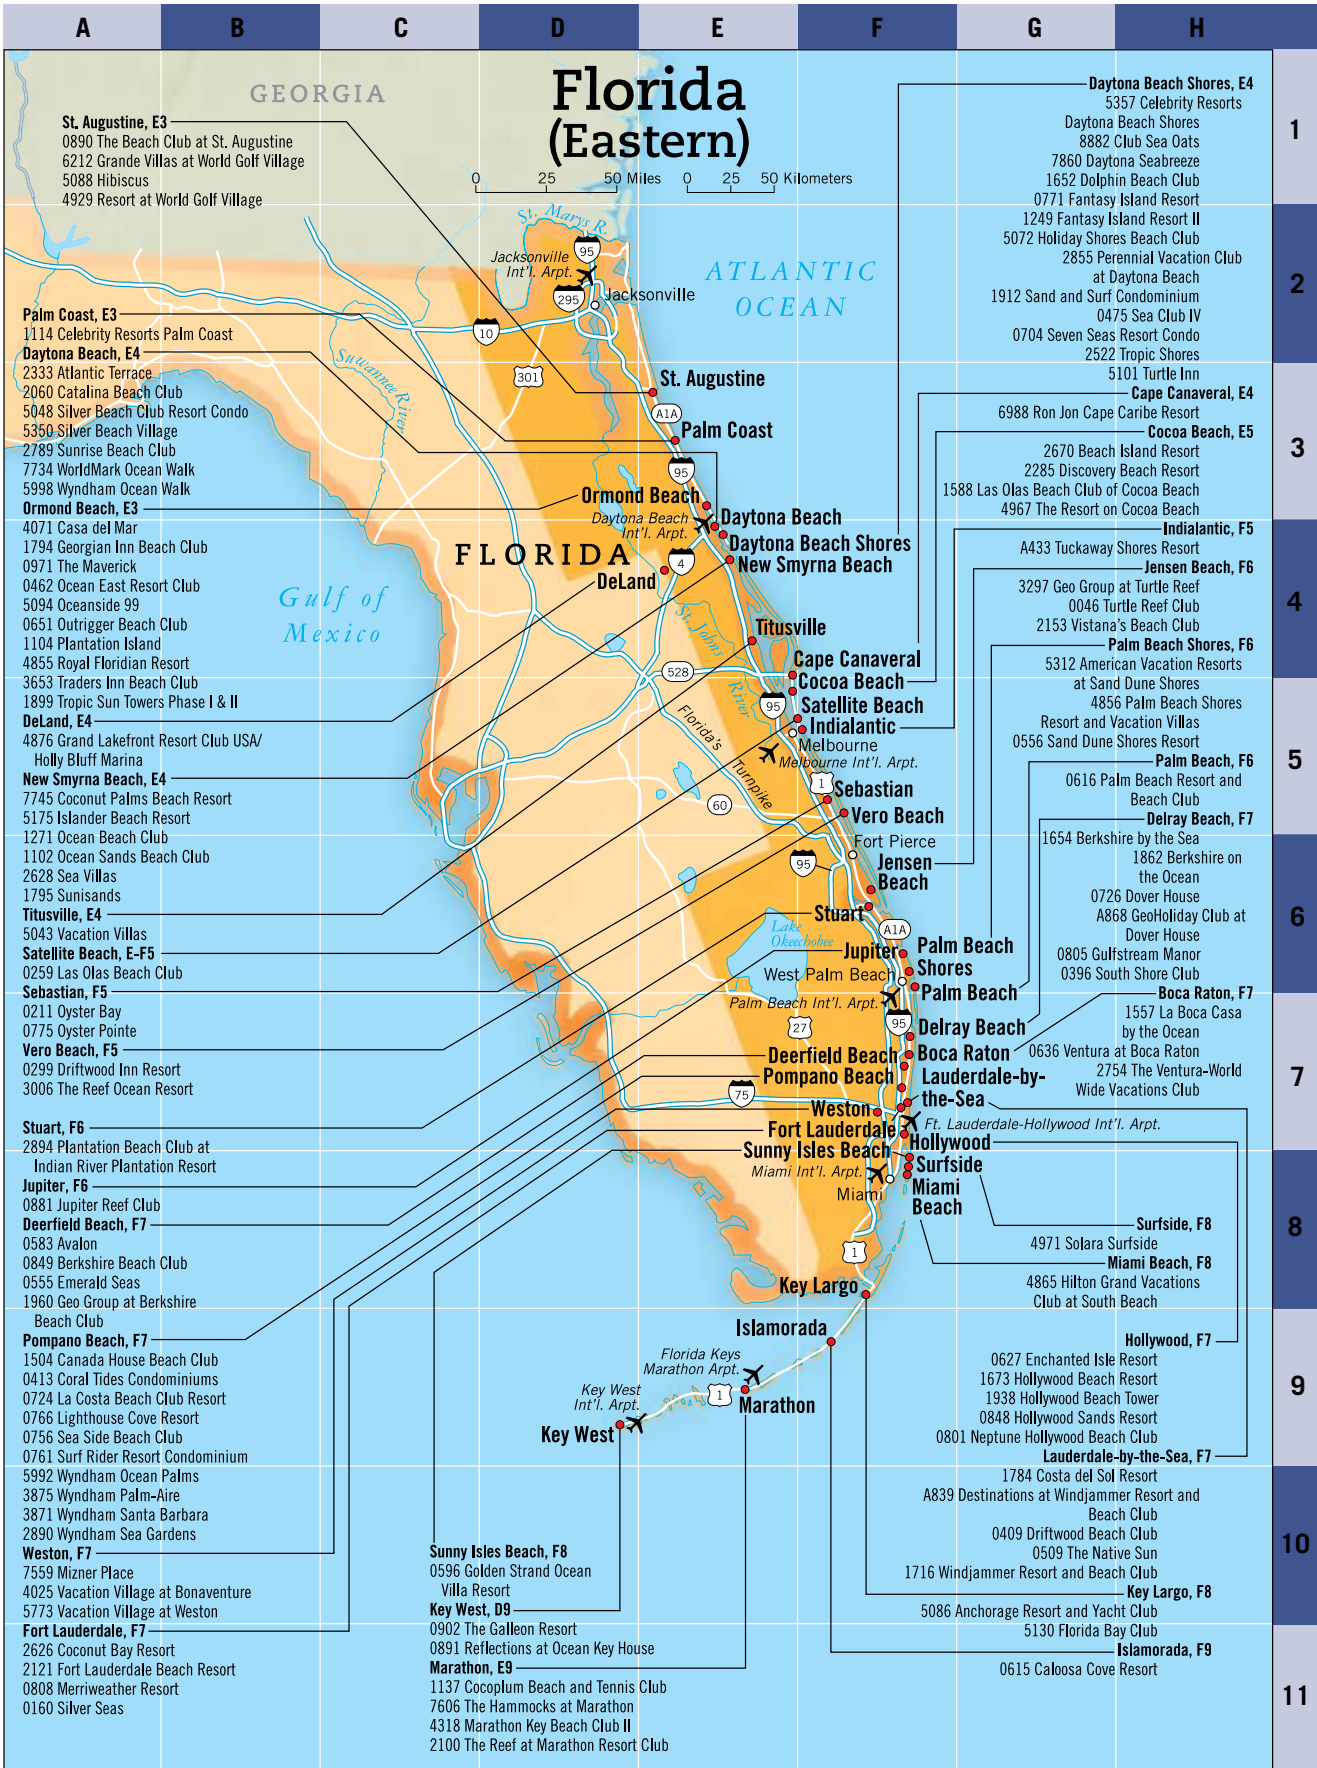 A B C D E F G H
1
2
3
4
5
6
7
8
9
10
11
Florida
(Eastern)
0 25 50 Miles
0 25 50 Kilometers
GEORGIA
St. Augustine, E3
0890 The Beach Club at St. Augustine
6212 Grande Villas at World Golf Village
5088 Hibiscus
4929 Resort at World Golf Village
Palm Coast, E3
1114 Celebrity Resorts Palm Coast
Daytona Beach, E4
2333 Atlantic Terrace
2060 Catalina Beach Club
5048 Silver Beach Club Resort Condo
5350 Silver Beach Village
2789 Sunrise Beach Club
7734 WorldMark Ocean Walk
5998 Wyndham Ocean Walk
Ormond Beach, E3
4071 Casa del Mar
1794 Georgian Inn Beach Club
0971 The Maverick
0462 Ocean East Resort Club
5094 Oceanside 99
0651 Outrigger Beach Club
1104 Plantation Island
4855 Royal Floridian Resort
3653 Traders Inn Beach Club
1899 Tropic Sun Towers Phase I & II
DeLand, E4
4876 Grand Lakefront Resort Club USA/
Holly Bluff Marina
New Smyrna Beach, E4
7745 Coconut Palms Beach Resort
5175 Islander Beach Resort
1271 Ocean Beach Club
1102 Ocean Sands Beach Club
2628 Sea Villas
1795 Sunisands
Titusville, E4
5043 Vacation Villas
Satellite Beach, E-F5
0259 Las Olas Beach Club
Sebastian, F5
0211 Oyster Bay
0775 Oyster Pointe
Vero Beach, F5
0299 Driftwood Inn Resort
3006 The Reef Ocean Resort
Stuart, F6
2894 Plantation Beach Club at
Indian River Plantation Resort
Jupiter, F6
0881 Jupiter Reef Club
Deerfield Beach, F7
0583 Avalon
0849 Berkshire Beach Club
0555 Emerald Seas
1960 Geo Group at Berkshire
Beach Club
Pompano Beach, F7
1504 Canada House Beach Club
0413 Coral Tides Condominiums
0724 La Costa Beach Club Resort
0766 Lighthouse Cove Resort
0756 Sea Side Beach Club
0761 Surf Rider Resort Condominium
5992 Wyndham Ocean Palms
3875 Wyndham Palm-Aire
3871 Wyndham Santa Barbara
2890 Wyndham Sea Gardens
Weston, F7
7559 Mizner Place
4025 Vacation Village at Bonaventure
5773 Vacation Village at Weston
Fort Lauderdale, F7
2626 Coconut Bay Resort
2121 Fort Lauderdale Beach Resort
0808 Merriweather Resort
0160 Silver Seas
Sunny Isles Beach, F8
0596 Golden Strand Ocean
Villa Resort
Key West, D9
0902 The Galleon Resort
0891 Reflections at Ocean Key House
Marathon, E9
1137 Cocoplum Beach and Tennis Club
7606 The Hammocks at Marathon
4318 Marathon Key Beach Club II
2100 The Reef at Marathon Resort Club
Daytona Beach Shores, E4
5357 Celebrity Resorts
Daytona Beach Shores
8882 Club Sea Oats
7860 Daytona Seabreeze
1652 Dolphin Beach Club
0771 Fantasy Island Resort
1249 Fantasy Island Resort II
5072 Holiday Shores Beach Club
2855 Perennial Vacation Club
at Daytona Beach
1912 Sand and Surf Condominium
0475 Sea Club IV
0704 Seven Seas Resort Condo
2522 Tropic Shores
5101 Turtle Inn
Cape Canaveral, E4
6988 Ron Jon Cape Caribe Resort
Cocoa Beach, E5
2670 Beach Island Resort
2285 Discovery Beach Resort
1588 Las Olas Beach Club of Cocoa Beach
4967 The Resort on Cocoa Beach
Indialantic, F5
A433 Tuckaway Shores Resort
Jensen Beach, F6
3297 Geo Group at Turtle Reef
0046 Turtle Reef Club
2153 Vistana's Beach Club
Palm Beach Shores, F6
5312 American Vacation Resorts
at Sand Dune Shores
4856 Palm Beach Shores
Resort and Vacation Villas
0556 Sand Dune Shores Resort
Palm Beach, F6
0616 Palm Beach Resort and
Beach Club
Delray Beach, F7
1654 Berkshire by the Sea
1862 Berkshire on
the Ocean
0726 Dover House
A868 GeoHoliday Club at
Dover House
0805 Gulfstream Manor
0396 South Shore Club
Boca Raton, F7
1557 La Boca Casa
by the Ocean
0636 Ventura at Boca Raton
2754 The Ventura-World
Wide Vacations Club
Surfside, F8
4971 Solara Surfside
Miami Beach, F8
4865 Hilton Grand Vacations
Club at South Beach
Hollywood, F7
0627 Enchanted Isle Resort
1673 Hollywood Beach Resort
1938 Hollywood Beach Tower
0848 Hollywood Sands Resort
0801 Neptune Hollywood Beach Club
Lauderdale-by-the-Sea, F7
1784 Costa del Sol Resort
A839 Destinations at Windjammer Resort and
Beach Club
0409 Driftwood Beach Club
0509 The Native Sun
1716 Windjammer Resort and Beach Club
Key Largo, F8
5086 Anchorage Resort and Yacht Club
5130 Florida Bay Club
Islamorada, F9
0615 Caloosa Cove Resort
St. Marys R.
95
Jacksonville
Int'l. Arpt.
295
Jacksonville
10
301
Suwannee River
ATLANTIC
OCEAN
St. Augustine
A1A
Palm Coast
95
Ormond Beach
Daytona Beach
Int'l. Arpt.
Daytona Beach
Daytona Beach Shores
New Smyrna Beach
FLORIDA
4
DeLand
Gulf of
Mexico
St. Johns
River
Titusville
528
Cape Canaveral
Cocoa Beach
95
Satellite Beach
Indialantic
Melbourne
Melbourne Int'l. Arpt.
Florida's
Turnpike
1
60
Sebastian
Vero Beach
Fort Pierce
95
Jensen
Beach
Stuart
A1A
Lake
Okeechobee
Jupiter
Palm Beach
Shores
West Palm Beach
Palm Beach
Palm Beach Int'l. Arpt.
27
95
Delray Beach
Deerfield Beach
Boca Raton
Pompano Beach
Lauderdale-by-
the-Sea
75
Weston
Fort Lauderdale
Ft. Lauderdale-Hollywood Int'l. Arpt.
Hollywood
Sunny Isles Beach
Surfside
Miami Int'l. Arpt.
Miami
Miami
Beach
1
Key Largo
Islamorada
Florida Keys
Marathon Arpt.
1
Marathon
Key West
Int'l. Arpt.
Key West